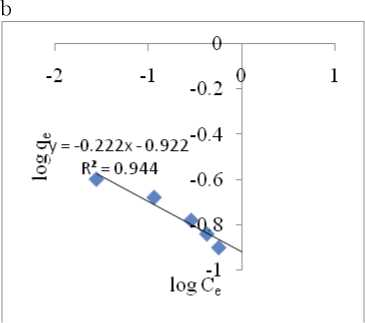 b
0
-2 -1 0 1
-0.2
-0.4
y = -0.222x - 0.922
R² = 0.944
-0.6
-0.8
-1
log qₑ
log Cₑ